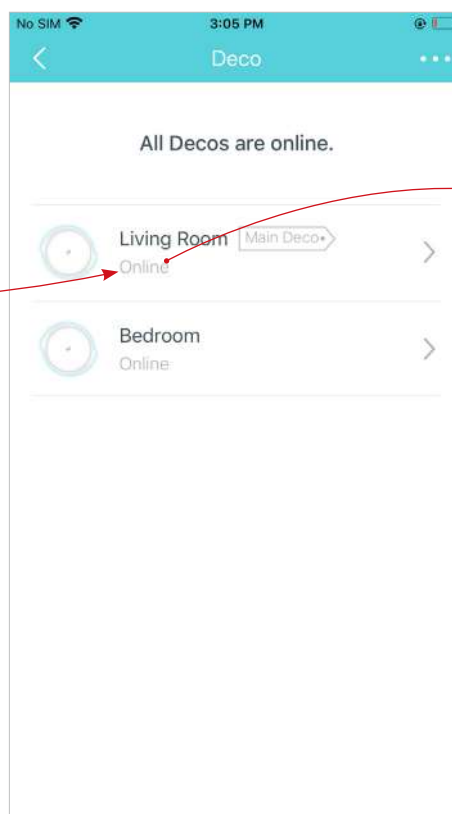 No SIM 3:05 PM
Deco
All Decos are online.
Living Room Main Deco
Online
Bedroom
Online